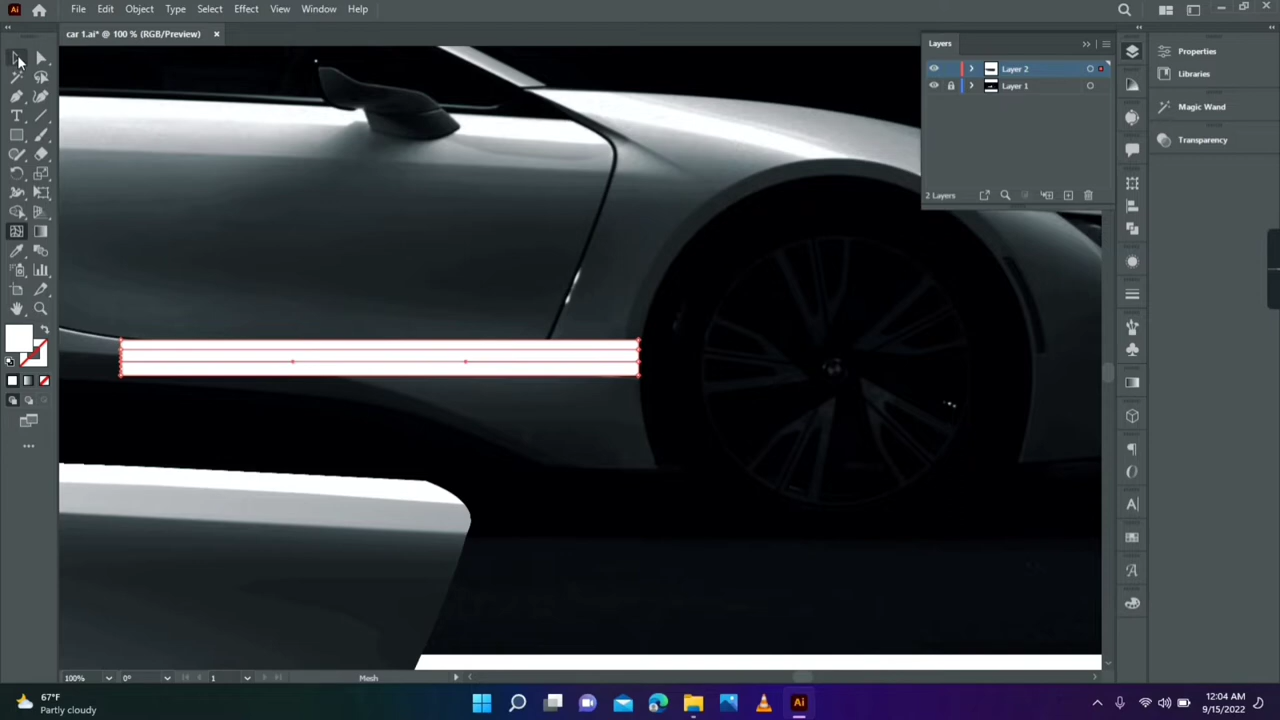 Ai File Edit Object Type Select Effect View Window Help
car 1.ai* @ 100 % (RGB/Preview)
Layers
Layer 2
Layer 1
2 Layers
Properties
Libraries
Magic Wand
Transparency
100% 0° 1 Mesh
67°F
Partly cloudy
Ai
12:04 AM
9/15/2022